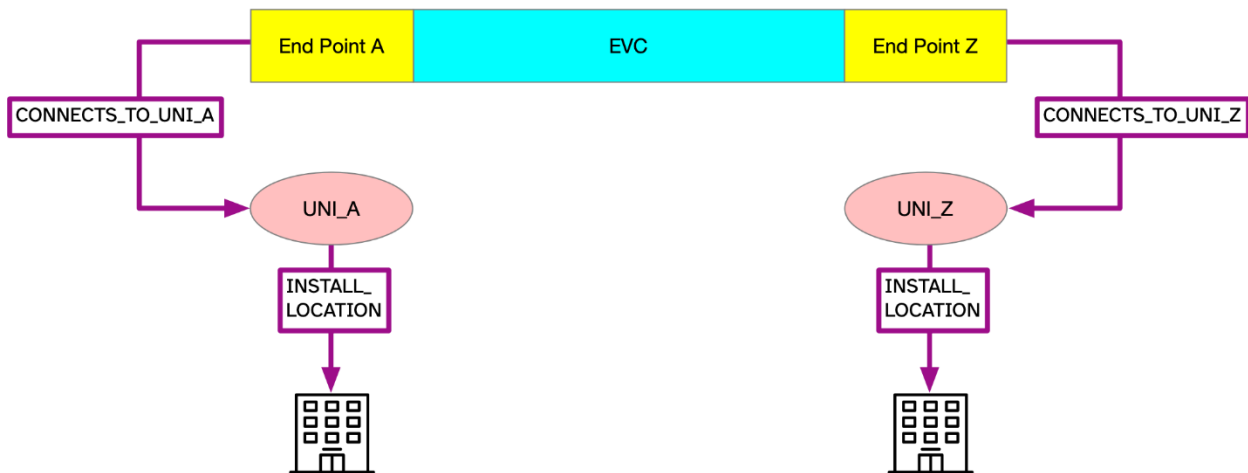 End Point A
EVC
End Point Z
CONNECTS_TO_UNI_A
CONNECTS_TO_UNI_Z
UNI_A
UNI_Z
INSTALL_
LOCATION
INSTALL_
LOCATION